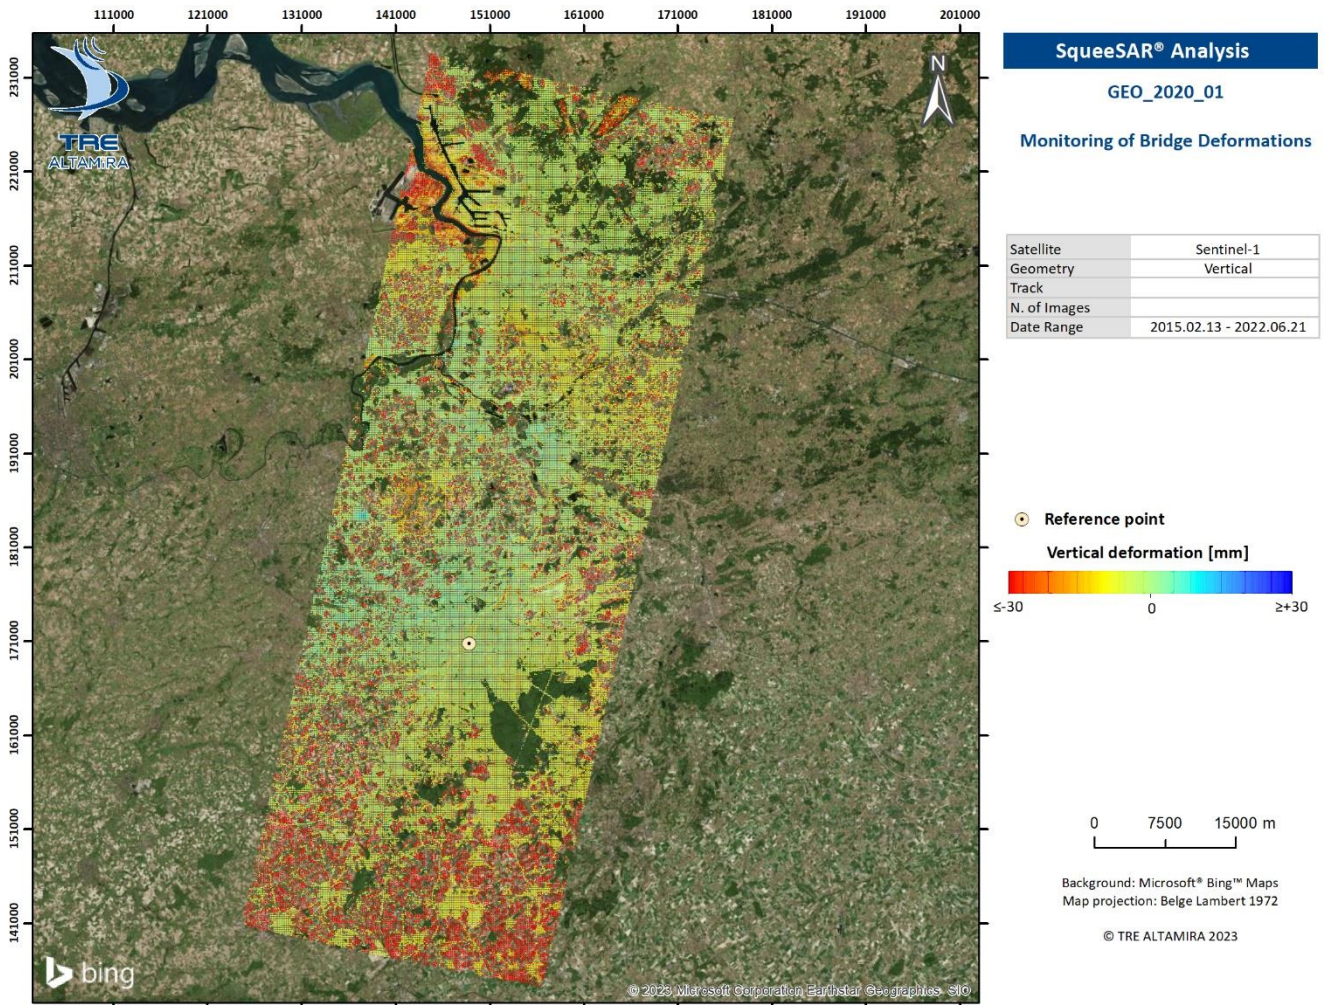 111000 121000 131000 141000 151000 161000 171000 181000 191000 201000
231000
221000
211000
201000
191000
181000
171000
161000
151000
141000
TRE
ALTAMIRA
N
bing
© 2023 Microsoft Corporation Earthstar Geographics SIO
SqueeSAR® Analysis
GEO_2020_01
Monitoring of Bridge Deformations
Satellite Sentinel-1
Geometry Vertical
Track
N. of Images
Date Range 2015.02.13 - 2022.06.21
Reference point
Vertical deformation [mm]
≤-30 0 ≥+30
0 7500 15000 m
Background: Microsoft® Bing™ Maps
Map projection: Belge Lambert 1972
© TRE ALTAMIRA 2023